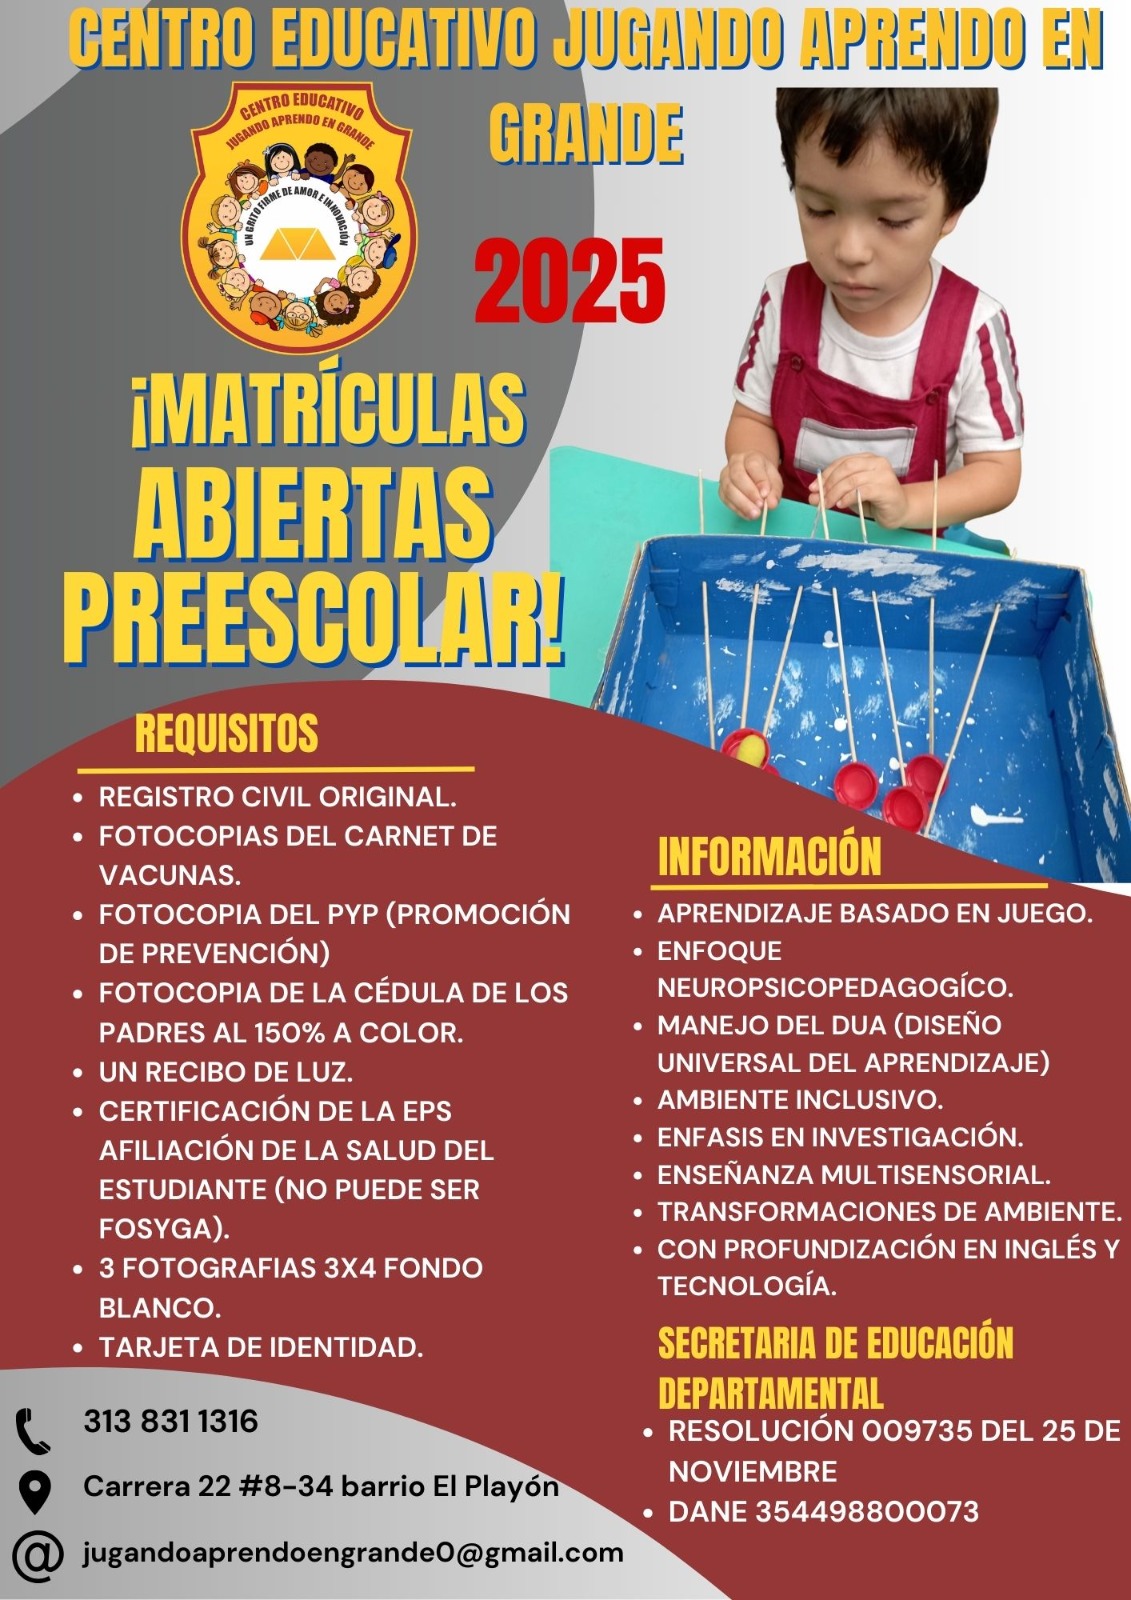 CENTRO EDUCATIVO JUGANDO APRENDO EN
GRANDE
CENTRO EDUCATIVO
JUGANDO APRENDO EN GRANDE
UN GRITO FIRME DE AMOR E INNOVACIÓN
2025
¡MATRÍCULAS
ABIERTAS
PREESCOLAR!
REQUISITOS
• REGISTRO CIVIL ORIGINAL.
• FOTOCOPIAS DEL CARNET DE
VACUNAS.
• FOTOCOPIA DEL PYP (PROMOCIÓN
DE PREVENCIÓN)
• FOTOCOPIA DE LA CÉDULA DE LOS
PADRES AL 150% A COLOR.
• UN RECIBO DE LUZ.
• CERTIFICACIÓN DE LA EPS
AFILIACIÓN DE LA SALUD DEL
ESTUDIANTE (NO PUEDE SER
FOSYGA).
• 3 FOTOGRAFIAS 3X4 FONDO
BLANCO.
• TARJETA DE IDENTIDAD.
INFORMACIÓN
• APRENDIZAJE BASADO EN JUEGO.
• ENFOQUE
NEUROPSICOPEDAGOGÍCO.
• MANEJO DEL DUA (DISEÑO
UNIVERSAL DEL APRENDIZAJE)
• AMBIENTE INCLUSIVO.
• ENFASIS EN INVESTIGACIÓN.
• ENSEÑANZA MULTISENSORIAL.
• TRANSFORMACIONES DE AMBIENTE.
• CON PROFUNDIZACIÓN EN INGLÉS Y
TECNOLOGÍA.
SECRETARIA DE EDUCACIÓN
DEPARTAMENTAL
• RESOLUCIÓN 009735 DEL 25 DE
NOVIEMBRE
• DANE 354498800073
313 831 1316
Carrera 22 #8-34 barrio El Playón
@ jugandoaprendoengrande0@gmail.com